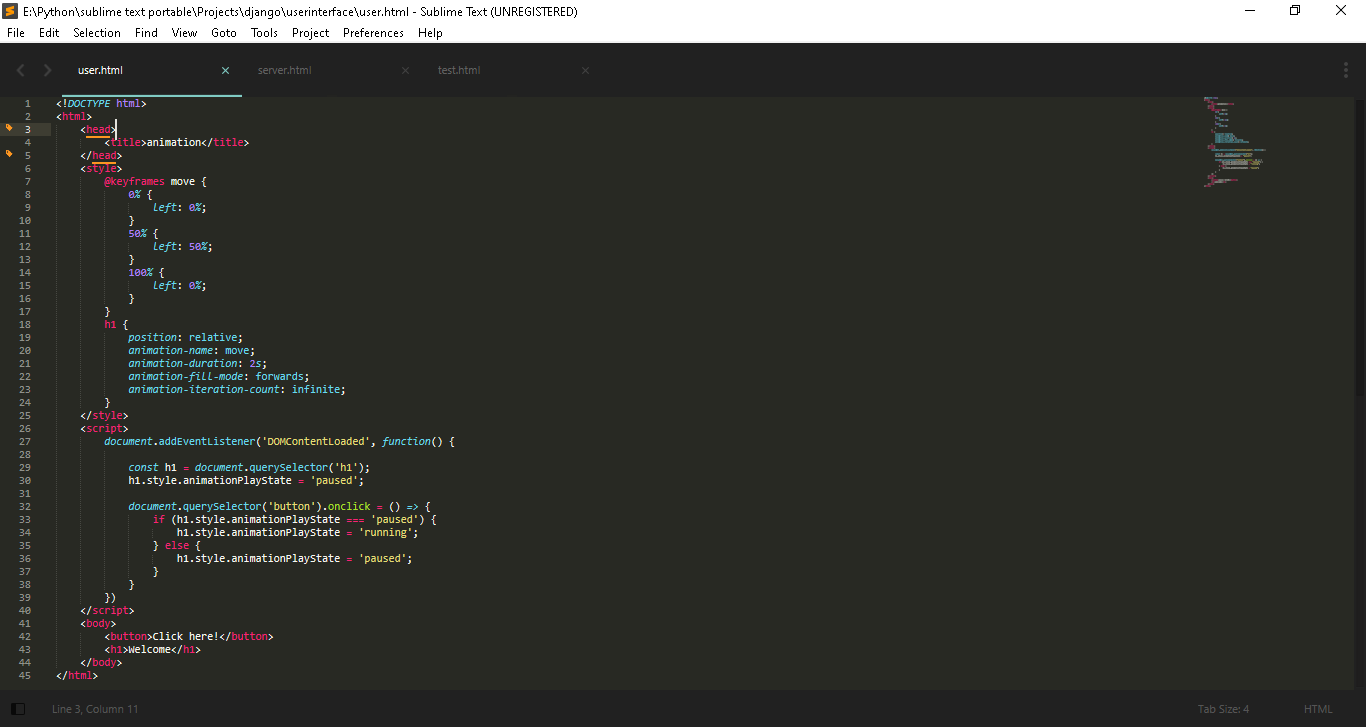 E:\Python\sublime text portable\Projects\django\userinterface\user.html - Sublime Text (UNREGISTERED)
File Edit Selection Find View Goto Tools Project Preferences Help
user.html server.html test.html
1 <!DOCTYPE html>
2 <html>
3 <head>
4 <title>animation</title>
5 </head>
6 <style>
7 @keyframes move {
8 0% {
9 left: 0%;
10 }
11 50% {
12 left: 50%;
13 }
14 100% {
15 left: 0%;
16 }
17 }
18 h1 {
19 position: relative;
20 animation-name: move;
21 animation-duration: 2s;
22 animation-fill-mode: forwards;
23 animation-iteration-count: infinite;
24 }
25 </style>
26 <script>
27 document.addEventListener('DOMContentLoaded', function() {
28
29 const h1 = document.querySelector('h1');
30 h1.style.animationPlayState = 'paused';
31
32 document.querySelector('button').onclick = () => {
33 if (h1.style.animationPlayState === 'paused') {
34 h1.style.animationPlayState = 'running';
35 } else {
36 h1.style.animationPlayState = 'paused';
37 }
38 }
39 })
40 </script>
41 <body>
42 <button>Click here!</button>
43 <h1>Welcome</h1>
44 </body>
45 </html>
Line 3, Column 11 Tab Size: 4 HTML